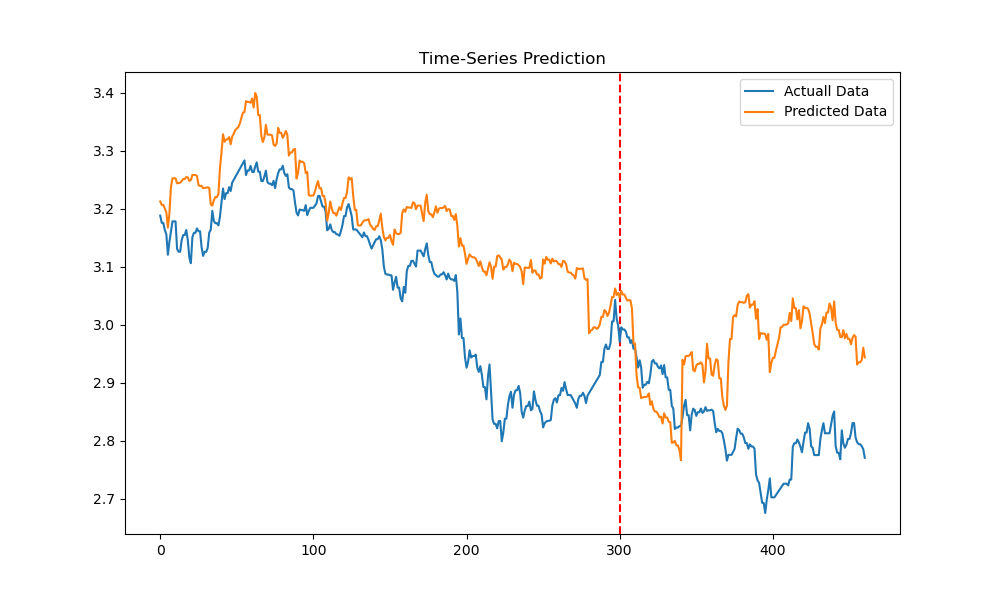 Time-Series Prediction
Actuall Data
Predicted Data
3.4
3.3
3.2
3.1
3.0
2.9
2.8
2.7
0 100 200 300 400